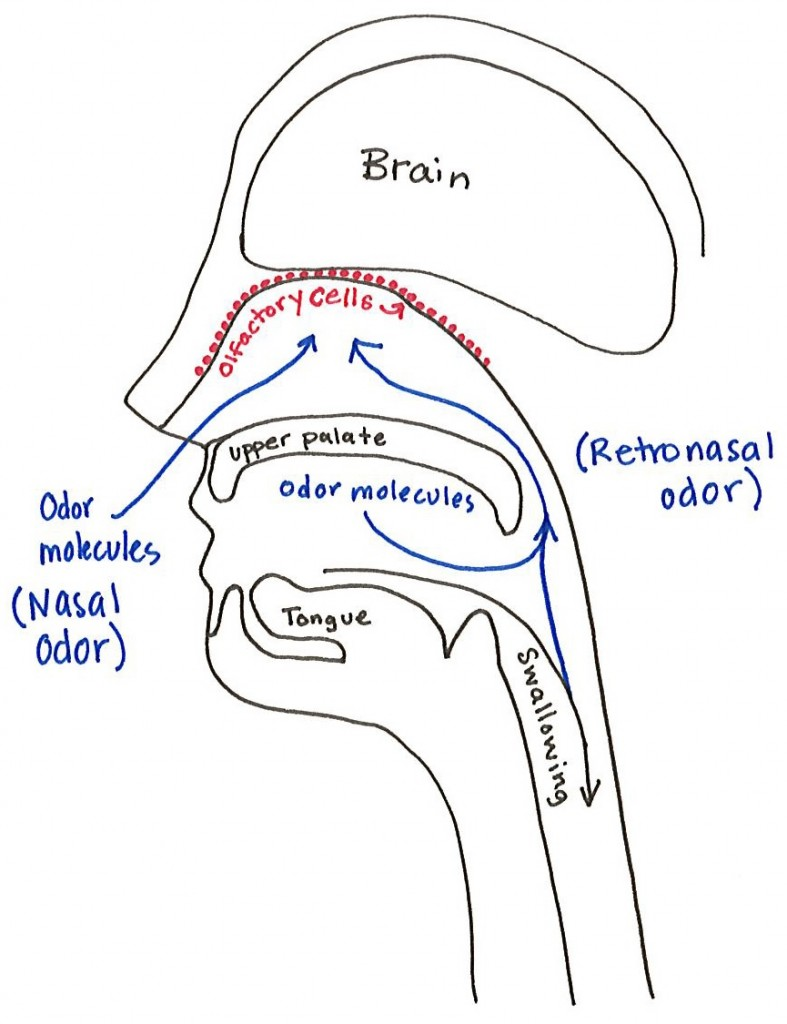 Brain
Olfactory Cells
upper palate
odor molecules
(Retronasal
odor)
Odor
molecules
(Nasal
odor)
Tongue
Swallowing